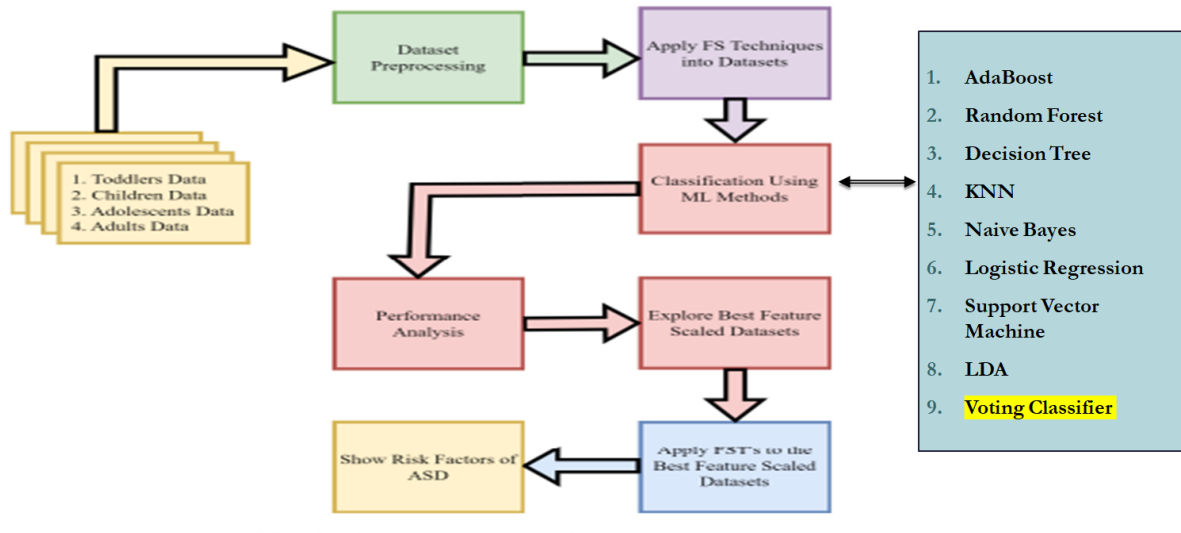 Dataset
Preprocessing
Apply FS Techniques
into Datasets
1. Toddlers Data
2. Children Data
3. Adolescents Data
4. Adults Data
Classification Using
ML Methods
Performance
Analysis
Explore Best Feature
Scaled Datasets
Show Risk Factors of
ASD
Apply FST's to the
Best Feature Scaled
Datasets
1. AdaBoost
2. Random Forest
3. Decision Tree
4. KNN
5. Naive Bayes
6. Logistic Regression
7. Support Vector
Machine
8. LDA
9. Voting Classifier